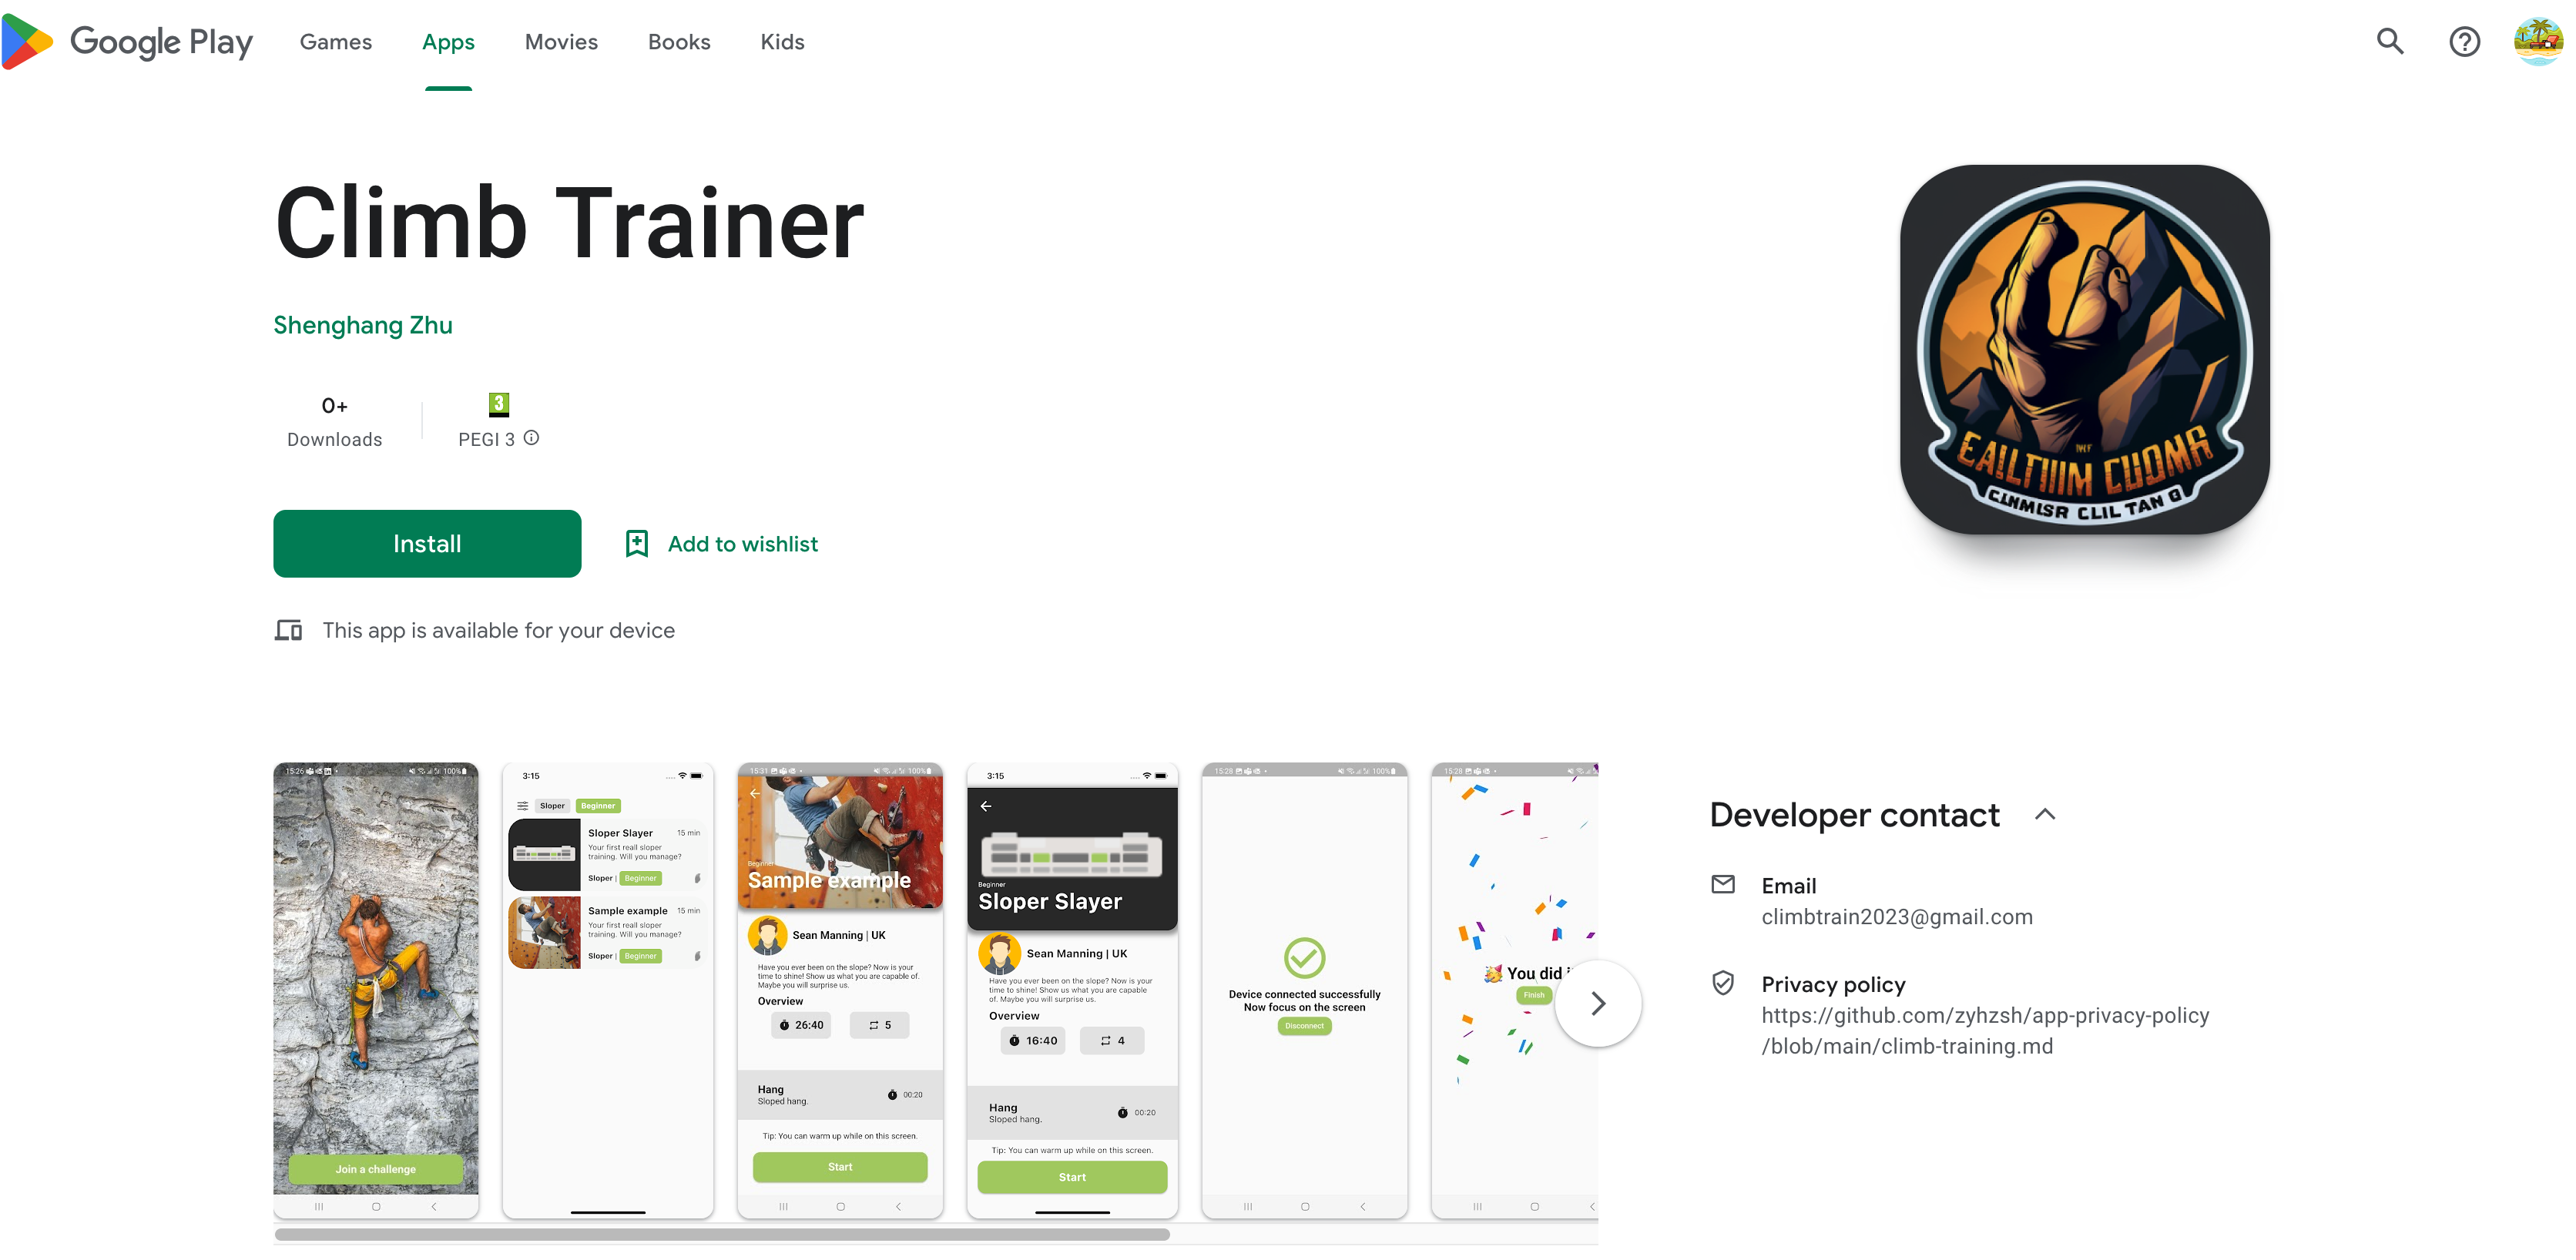 Google Play
Games
Apps
Movies
Books
Kids
Climb Trainer
Shenghang Zhu
0+
Downloads
3
PEGI 3
Install
Add to wishlist
This app is available for your device
EALTIIIM CUOMA
CLNMLSR CLIL TAN G
15:26
100%
Join a challenge
3:15
Sloper
Beginner
Sloper Slayer
15 min
Your first reall sloper
training. Will you manage?
Sloper | Beginner
Sample example
15 min
Your first reall sloper
training. Will you manage?
Sloper | Beginner
15:31
100%
Beginner
Sample example
Sean Manning | UK
Have you ever been on the slope? Now is your
time to shine! Show us what you are capable of.
Maybe you will surprise us.
Overview
26:40
5
Hang
Sloped hang.
00:20
Tip: You can warm up while on this screen.
Start
3:15
Beginner
Sloper Slayer
Sean Manning | UK
Have you ever been on the slope? Now is your
time to shine! Show us what you are capable
of. Maybe you will surprise us.
Overview
16:40
4
Hang
Sloped hang.
00:20
Tip: You can warm up while on this screen.
Start
15:28
100%
Device connected successfully
Now focus on the screen
Disconnect
15:28
You did i
Finish
Developer contact
Email
climbtrain2023@gmail.com
Privacy policy
https://github.com/zyhzsh/app-privacy-policy
/blob/main/climb-training.md